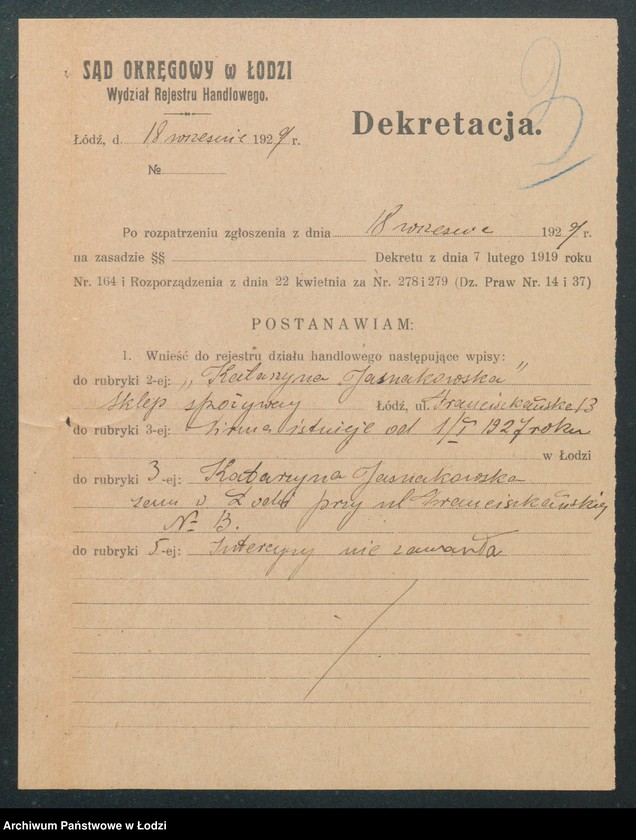 3
SĄD OKRĘGOWY w ŁODZI
Wydział Rejestru Handlowego.
Dekretacja.
Łódź, d. 18 wrzesnie 1929 r.
№
Po rozpatrzeniu zgłoszenia z dnia 18 wrzesnie 1929 r.
na zasadzie §§ Dekretu z dnia 7 lutego 1919 roku
Nr. 164 i Rozporządzenia z dnia 22 kwietnia za Nr. 278 i 279 (Dz. Praw Nr. 14 i 37)
POSTANAWIAM:
1. Wnieść do rejestru działu handlowego następujące wpisy:
do rubryki 2-ej: „Katarzyna Jasnakowska”
sklep spożywczy Łódź, ul. Franciszkańska 13
do rubryki 3-ej: Firma istnieje od 1/I 1927 roku
w Łodzi
do rubryki 3-ej: Katarzyna Jasnakowska
zam w Łodzi przy ul Franciszkańskiej
№ 13.
do rubryki 5-ej: Intercyzy nie zawarła
Archiwum Państwowe w Łodzi